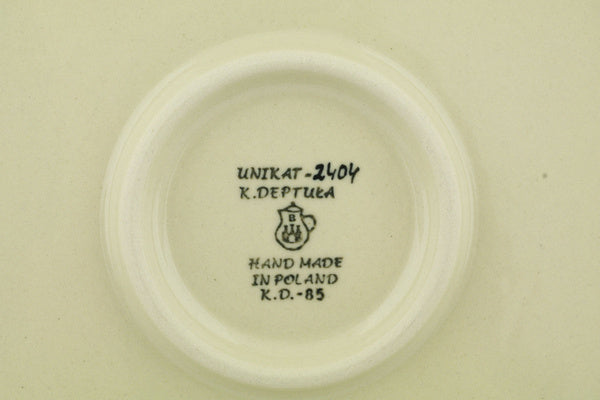 UNIKAT-2404
K.DEPTUŁA
B
HAND MADE
IN POLAND
K.D.-85